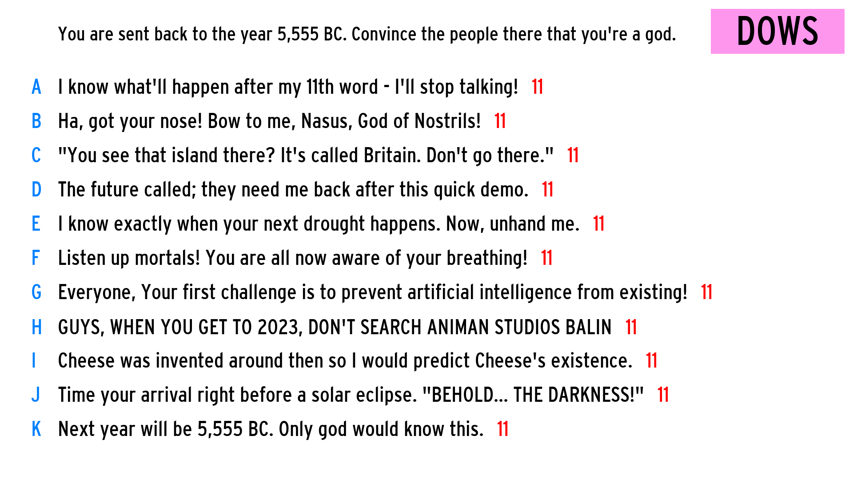 You are sent back to the year 5,555 BC. Convince the people there that you're a god.
DOWS
A I know what'll happen after my 11th word - I'll stop talking! 11
B Ha, got your nose! Bow to me, Nasus, God of Nostrils! 11
C "You see that island there? It's called Britain. Don't go there." 11
D The future called; they need me back after this quick demo. 11
E I know exactly when your next drought happens. Now, unhand me. 11
F Listen up mortals! You are all now aware of your breathing! 11
G Everyone, Your first challenge is to prevent artificial intelligence from existing! 11
H GUYS, WHEN YOU GET TO 2023, DON'T SEARCH ANIMAN STUDIOS BALIN 11
I Cheese was invented around then so I would predict Cheese's existence. 11
J Time your arrival right before a solar eclipse. "BEHOLD... THE DARKNESS!" 11
K Next year will be 5,555 BC. Only god would know this. 11